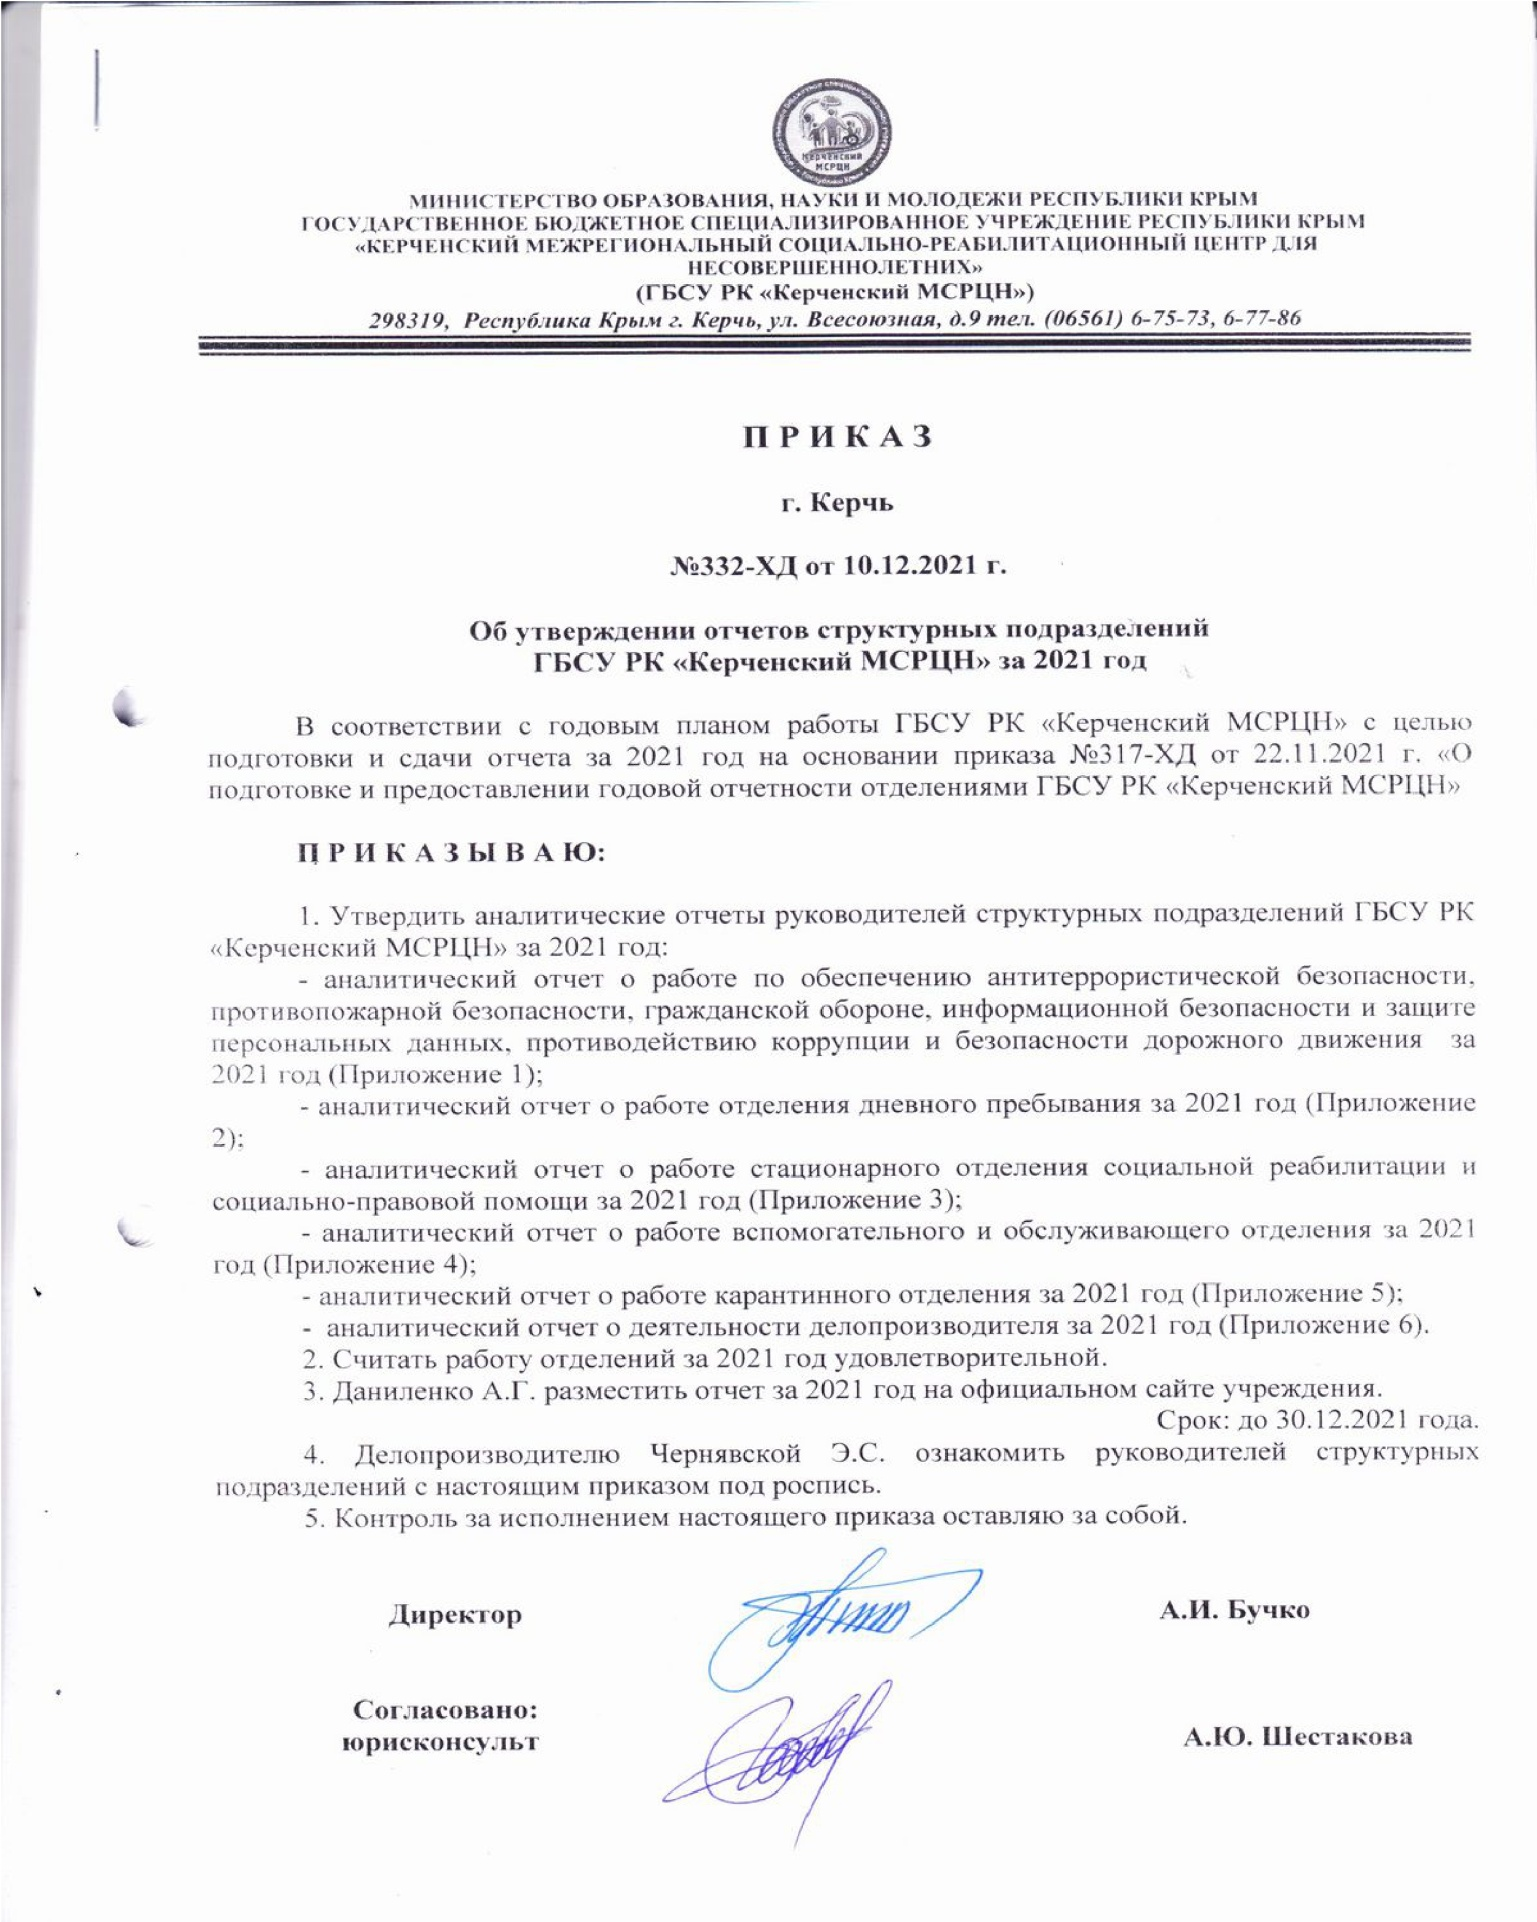 Керченский
МСРЦН
МИНИСТЕРСТВО ОБРАЗОВАНИЯ, НАУКИ И МОЛОДЕЖИ РЕСПУБЛИКИ КРЫМ
ГОСУДАРСТВЕННОЕ БЮДЖЕТНОЕ СПЕЦИАЛИЗИРОВАННОЕ УЧРЕЖДЕНИЕ РЕСПУБЛИКИ КРЫМ
«КЕРЧЕНСКИЙ МЕЖРЕГИОНАЛЬНЫЙ СОЦИАЛЬНО-РЕАБИЛИТАЦИОННЫЙ ЦЕНТР ДЛЯ
НЕСОВЕРШЕННОЛЕТНИХ»
(ГБСУ РК «Керченский МСРЦН»)
298319, Республика Крым г. Керчь, ул. Всесоюзная, д.9 тел. (06561) 6-75-73, 6-77-86
П Р И К А З
г. Керчь
№332-ХД от 10.12.2021 г.
Об утверждении отчетов структурных подразделений
ГБСУ РК «Керченский МСРЦН» за 2021 год
В соответствии с годовым планом работы ГБСУ РК «Керченский МСРЦН» с целью
подготовки и сдачи отчета за 2021 год на основании приказа №317-ХД от 22.11.2021 г. «О
подготовке и предоставлении годовой отчетности отделениями ГБСУ РК «Керченский МСРЦН»
П Р И К А З Ы В А Ю:
1. Утвердить аналитические отчеты руководителей структурных подразделений ГБСУ РК
«Керченский МСРЦН» за 2021 год:
- аналитический отчет о работе по обеспечению антитеррористической безопасности,
противопожарной безопасности, гражданской обороне, информационной безопасности и защите
персональных данных, противодействию коррупции и безопасности дорожного движения за
2021 год (Приложение 1);
- аналитический отчет о работе отделения дневного пребывания за 2021 год (Приложение
2);
- аналитический отчет о работе стационарного отделения социальной реабилитации и
социально-правовой помощи за 2021 год (Приложение 3);
- аналитический отчет о работе вспомогательного и обслуживающего отделения за 2021
год (Приложение 4);
- аналитический отчет о работе карантинного отделения за 2021 год (Приложение 5);
- аналитический отчет о деятельности делопроизводителя за 2021 год (Приложение 6).
2. Считать работу отделений за 2021 год удовлетворительной.
3. Даниленко А.Г. разместить отчет за 2021 год на официальном сайте учреждения.
Срок: до 30.12.2021 года.
4. Делопроизводителю Чернявской Э.С. ознакомить руководителей структурных
подразделений с настоящим приказом под роспись.
5. Контроль за исполнением настоящего приказа оставляю за собой.
Директор А.И. Бучко
Согласовано:
юрисконсульт А.Ю. Шестакова